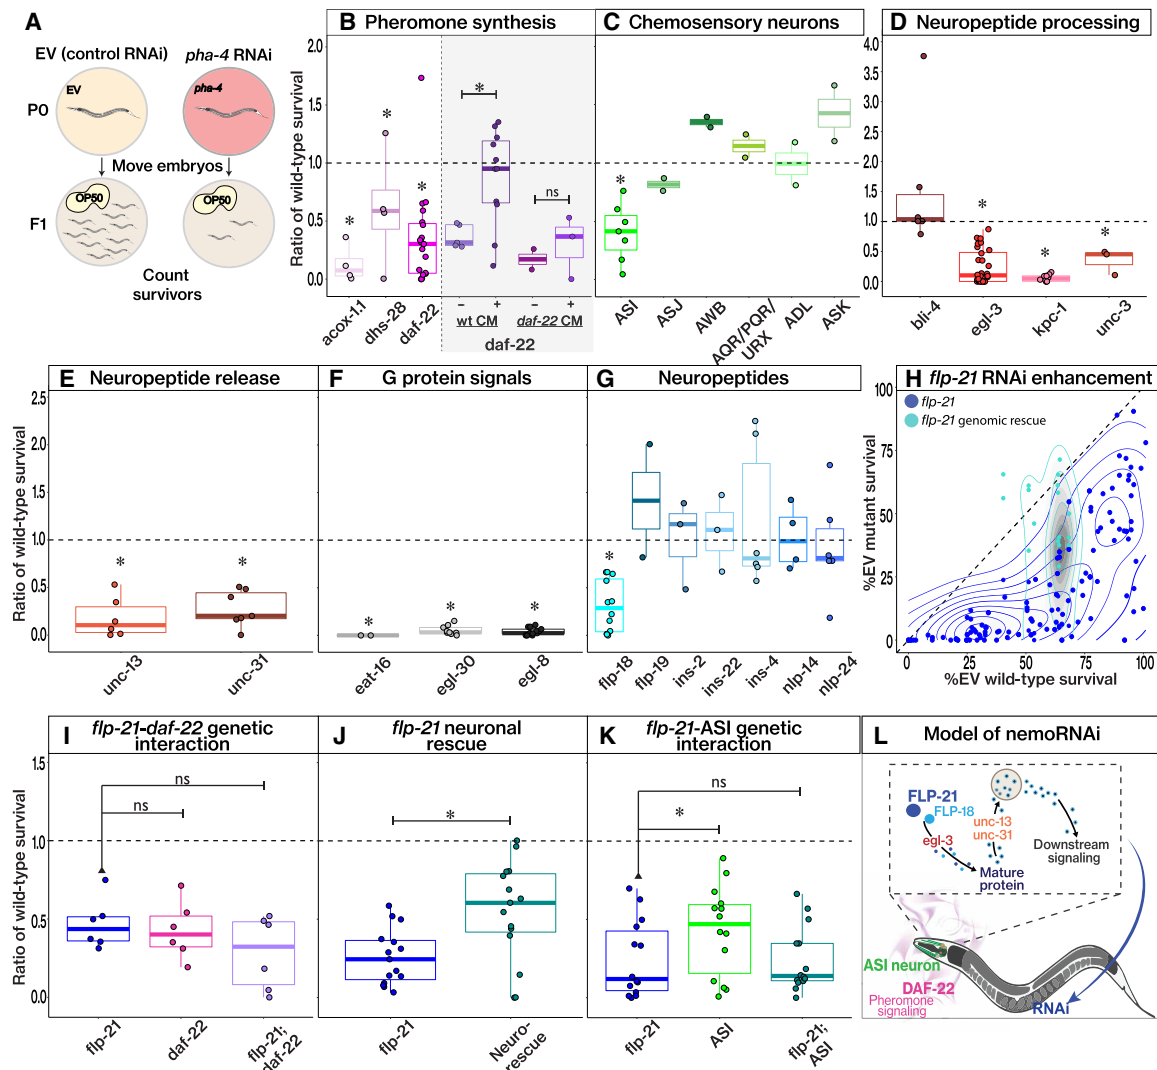 A
EV (control RNAi)
pha-4 RNAi
P0
EV
pha-4
Move embryos
F1
OP50
OP50
Count
survivors
B
Pheromone synthesis
Ratio of wild-type survival
2.0
1.5
1.0
0.5
0.0
*
*
*
*
ns
acox-1.1
dhs-28
daf-22
−
+
−
+
wt CM
daf-22 CM
daf-22
C
Chemosensory neurons
*
ASI
ASJ
AWB
AQR/PQR/
URX
ADL
ASK
D
Neuropeptide processing
Ratio of wild-type survival
4.0
3.5
3.0
2.5
2.0
1.5
1.0
0.5
0.0
*
*
*
bli-4
egl-3
kpc-1
unc-3
E
Neuropeptide release
Ratio of wild-type survival
2.5
2.0
1.5
1.0
0.5
0.0
*
*
unc-13
unc-31
F
G protein signals
*
*
*
eat-16
egl-30
egl-8
G
Neuropeptides
*
flp-18
flp-19
ins-2
ins-22
ins-4
nlp-14
nlp-24
H
flp-21 RNAi enhancement
flp-21
flp-21 genomic rescue
%EV mutant survival
100
75
50
25
0
0
25
50
75
100
%EV wild-type survival
I
flp-21-daf-22 genetic
interaction
Ratio of wild-type survival
1.5
1.0
0.5
0.0
ns
ns
flp-21
daf-22
flp-21;
daf-22
J
flp-21 neuronal
rescue
*
flp-21
Neuro-
rescue
K
flp-21-ASI genetic
interaction
ns
*
flp-21
ASI
flp-21;
ASI
L
Model of nemoRNAi
FLP-21
FLP-18
egl-3
unc-13
unc-31
Mature
protein
Downstream
signaling
ASI neuron
DAF-22
Pheromone
signaling
RNAi